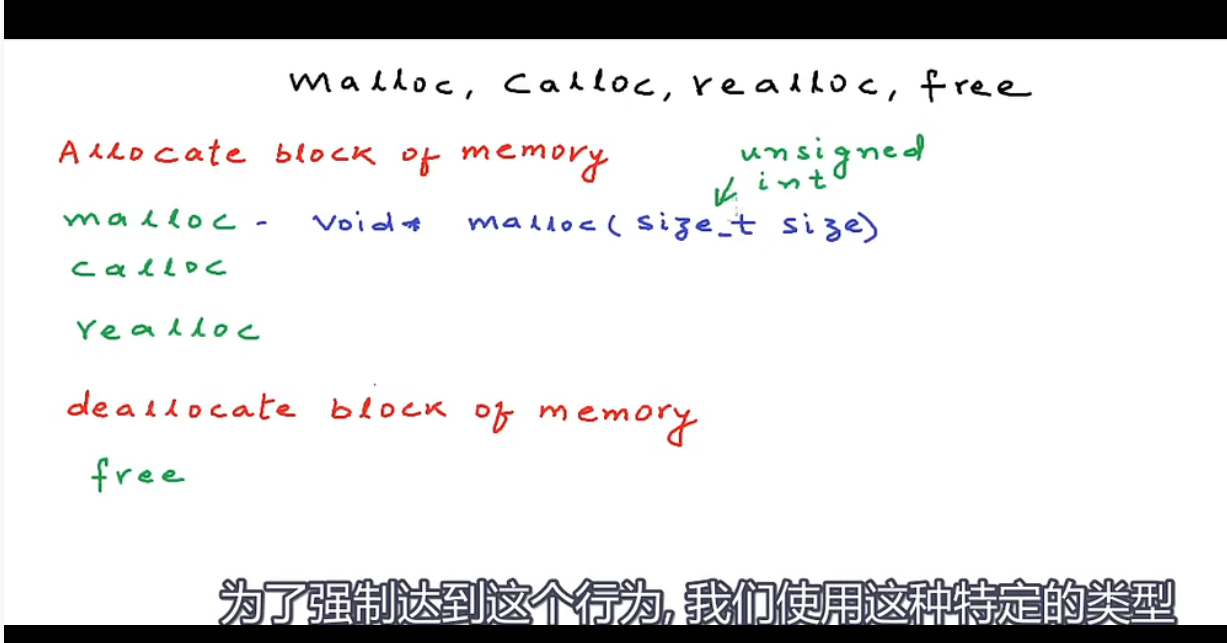 malloc, calloc, realloc, free
Allocate block of memory
unsigned
int
malloc - void* malloc(size_t size)
calloc
realloc
deallocate block of memory
free
为了强制达到这个行为, 我们使用这种特定的类型